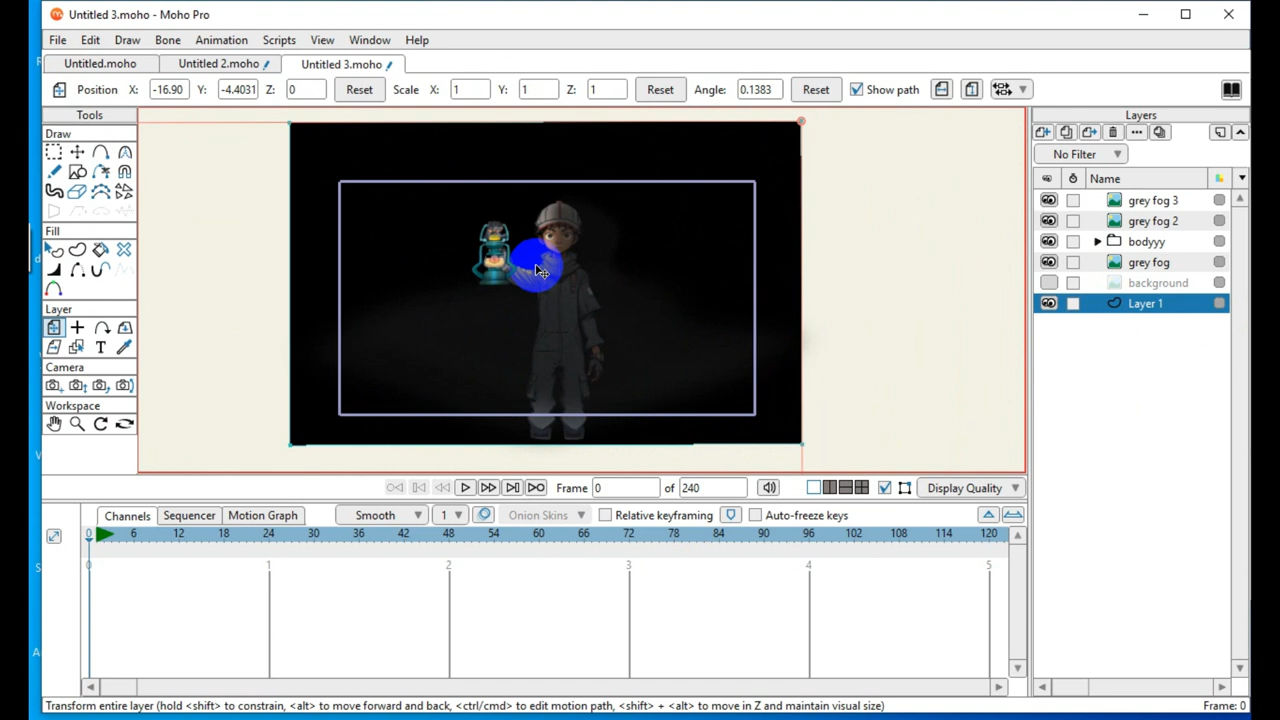 Untitled 3.moho - Moho Pro
File Edit Draw Bone Animation Scripts View Window Help
Untitled.moho Untitled 2.moho Untitled 3.moho
Position X: -16.90 Y: -4.4031 Z: 0 Reset Scale X: 1 Y: 1 Z: 1 Reset Angle: 0.1383 Reset Show path
Tools
Draw
Fill
Layer
T
Camera
Workspace
Layers
No Filter
Name
grey fog 3
grey fog 2
bodyyy
grey fog
background
Layer 1
Frame 0 of 240 Display Quality
Channels Sequencer Motion Graph Smooth 1 Onion Skins Relative keyframing Auto-freeze keys
0 6 12 18 24 30 36 42 48 54 60 66 72 78 84 90 96 102 108 114 120
0 1 2 3 4 5
Transform entire layer (hold <shift> to constrain, <alt> to move forward and back, <ctrl/cmd> to edit motion path, <shift> + <alt> to move in Z and maintain visual size) Frame: 0